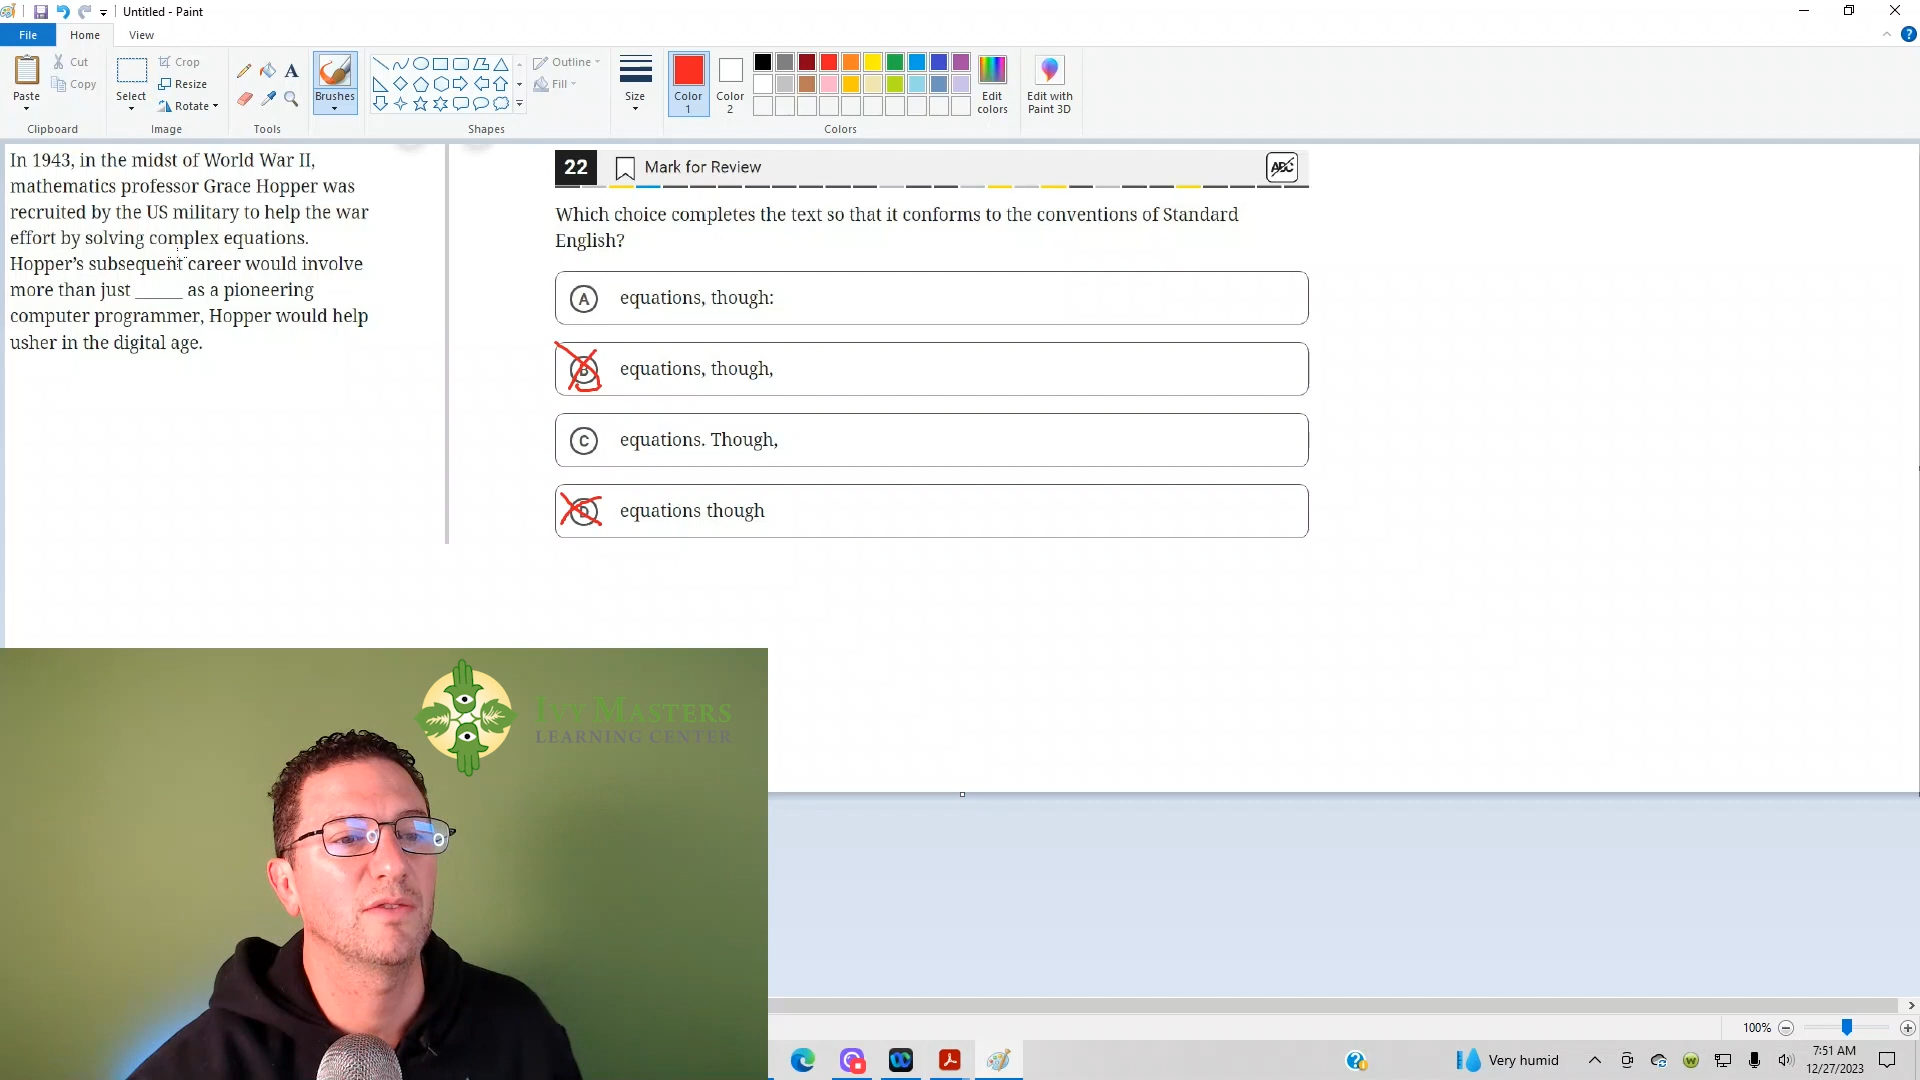 Untitled - Paint
File
Home
View
Paste
Cut
Copy
Clipboard
Select
Crop
Resize
Rotate
Image
Tools
Brushes
Shapes
Outline
Fill
Size
Color 1
Color 2
Edit colors
Edit with Paint 3D
Colors
In 1943, in the midst of World War II,
mathematics professor Grace Hopper was
recruited by the US military to help the war
effort by solving complex equations.
Hopper's subsequent career would involve
more than just ______ as a pioneering
computer programmer, Hopper would help
usher in the digital age.
22 Mark for Review ABC
Which choice completes the text so that it conforms to the conventions of Standard
English?
A equations, though:
B equations, though,
C equations. Though,
D equations though
IVY MASTERS
LEARNING CENTER
100%
Very humid
7:51 AM
12/27/2023